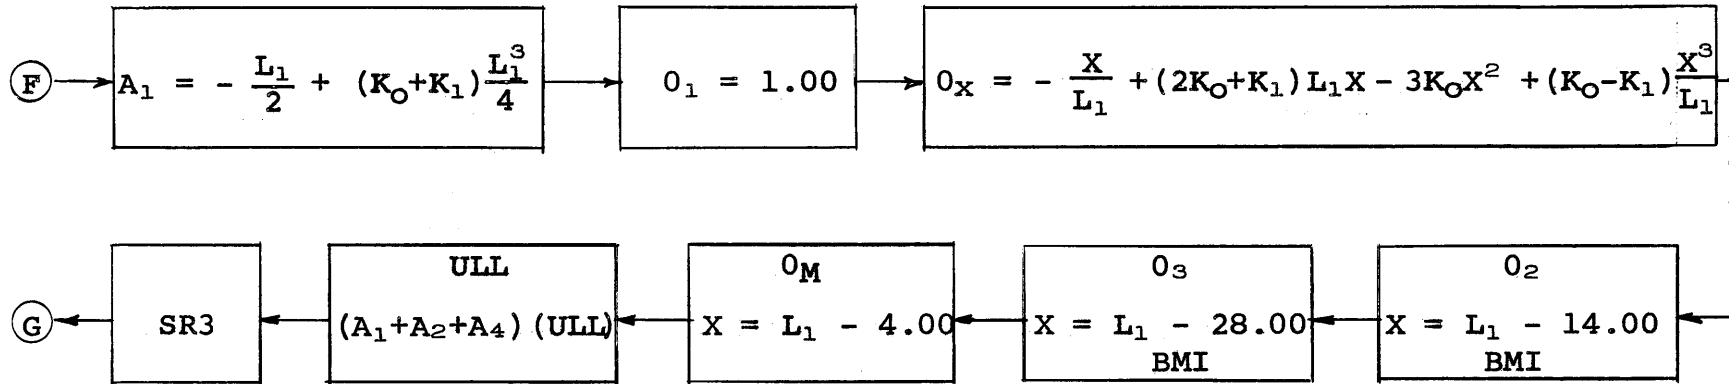 F
A₁ = - L₁/2 + (K₀+K₁) L₁³/4
0₁ = 1.00
0ₓ = - X/L₁ + (2K₀+K₁) L₁X - 3K₀X² + (K₀-K₁) X³/L₁
G
SR3
ULL
(A₁+A₂+A₄)(ULL)
0M
X = L₁ - 4.00
0₃
X = L₁ - 28.00
BMI
0₂
X = L₁ - 14.00
BMI